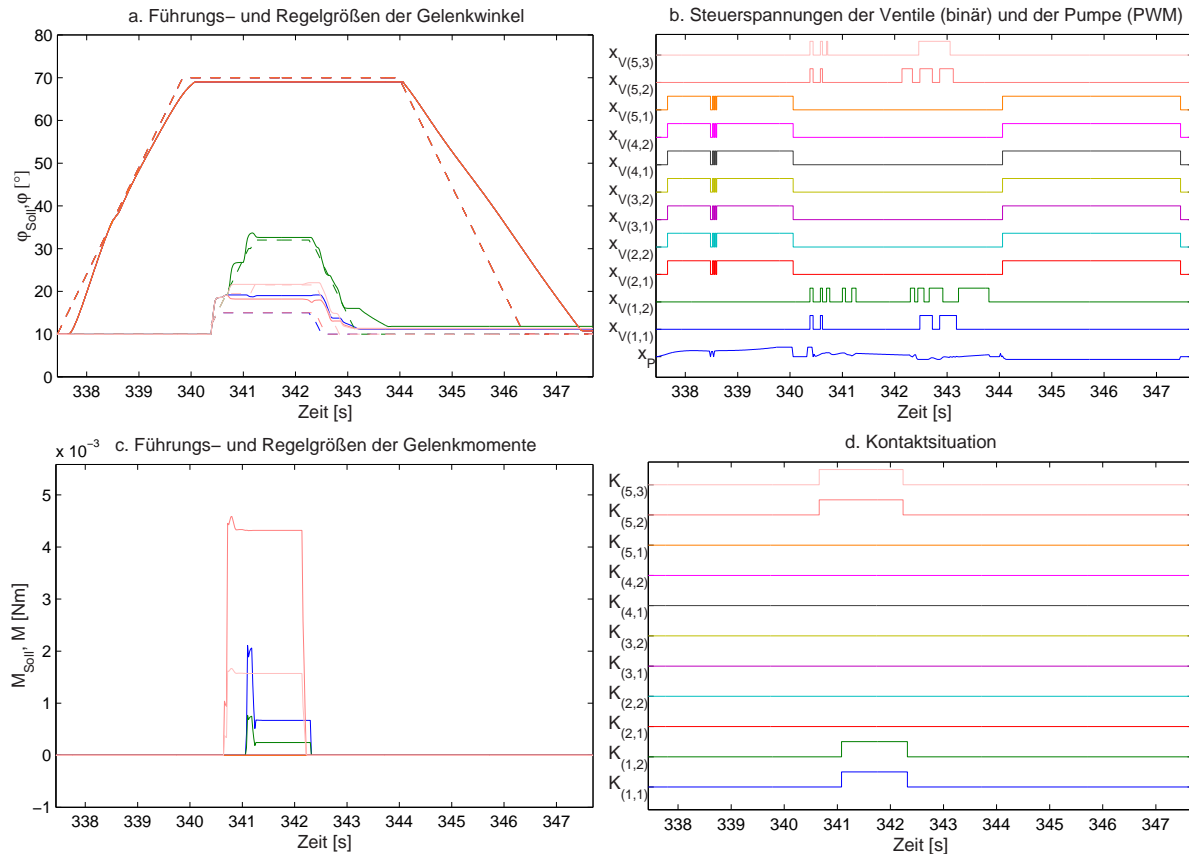 a. Führungs− und Regelgrößen der Gelenkwinkel
80
70
60
50
40
30
20
10
0
φSoll,φ [°]
338 339 340 341 342 343 344 345 346 347
Zeit [s]
b. Steuerspannungen der Ventile (binär) und der Pumpe (PWM)
xV(5,3)
xV(5,2)
xV(5,1)
xV(4,2)
xV(4,1)
xV(3,2)
xV(3,1)
xV(2,2)
xV(2,1)
xV(1,2)
xV(1,1)
xP
338 339 340 341 342 343 344 345 346 347
Zeit [s]
c. Führungs− und Regelgrößen der Gelenkmomente
x 10−3
5
4
3
2
1
0
−1
MSoll, M [Nm]
338 339 340 341 342 343 344 345 346 347
Zeit [s]
d. Kontaktsituation
K(5,3)
K(5,2)
K(5,1)
K(4,2)
K(4,1)
K(3,2)
K(3,1)
K(2,2)
K(2,1)
K(1,2)
K(1,1)
338 339 340 341 342 343 344 345 346 347
Zeit [s]